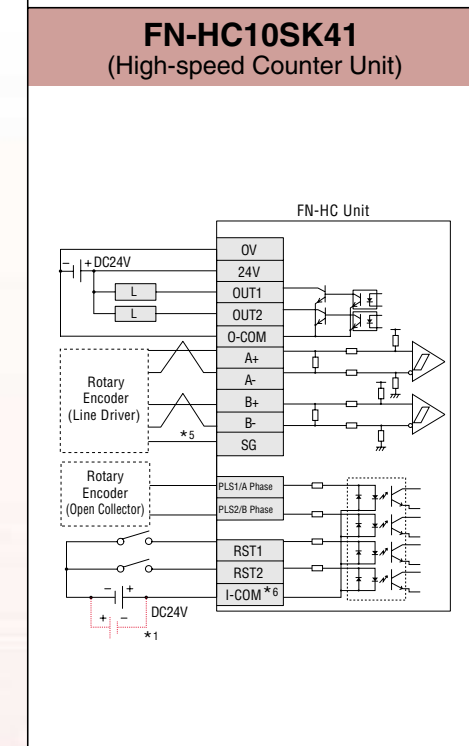 FN-HC10SK41
(High-speed Counter Unit)
FN-HC Unit
– + DC24V
L
L
0V
24V
OUT1
OUT2
O-COM
A+
A-
B+
B-
SG
Rotary
Encoder
(Line Driver)
*5
Rotary
Encoder
(Open Collector)
PLS1/A Phase
PLS2/B Phase
RST1
RST2
I-COM *6
– +
DC24V
+ –
*1